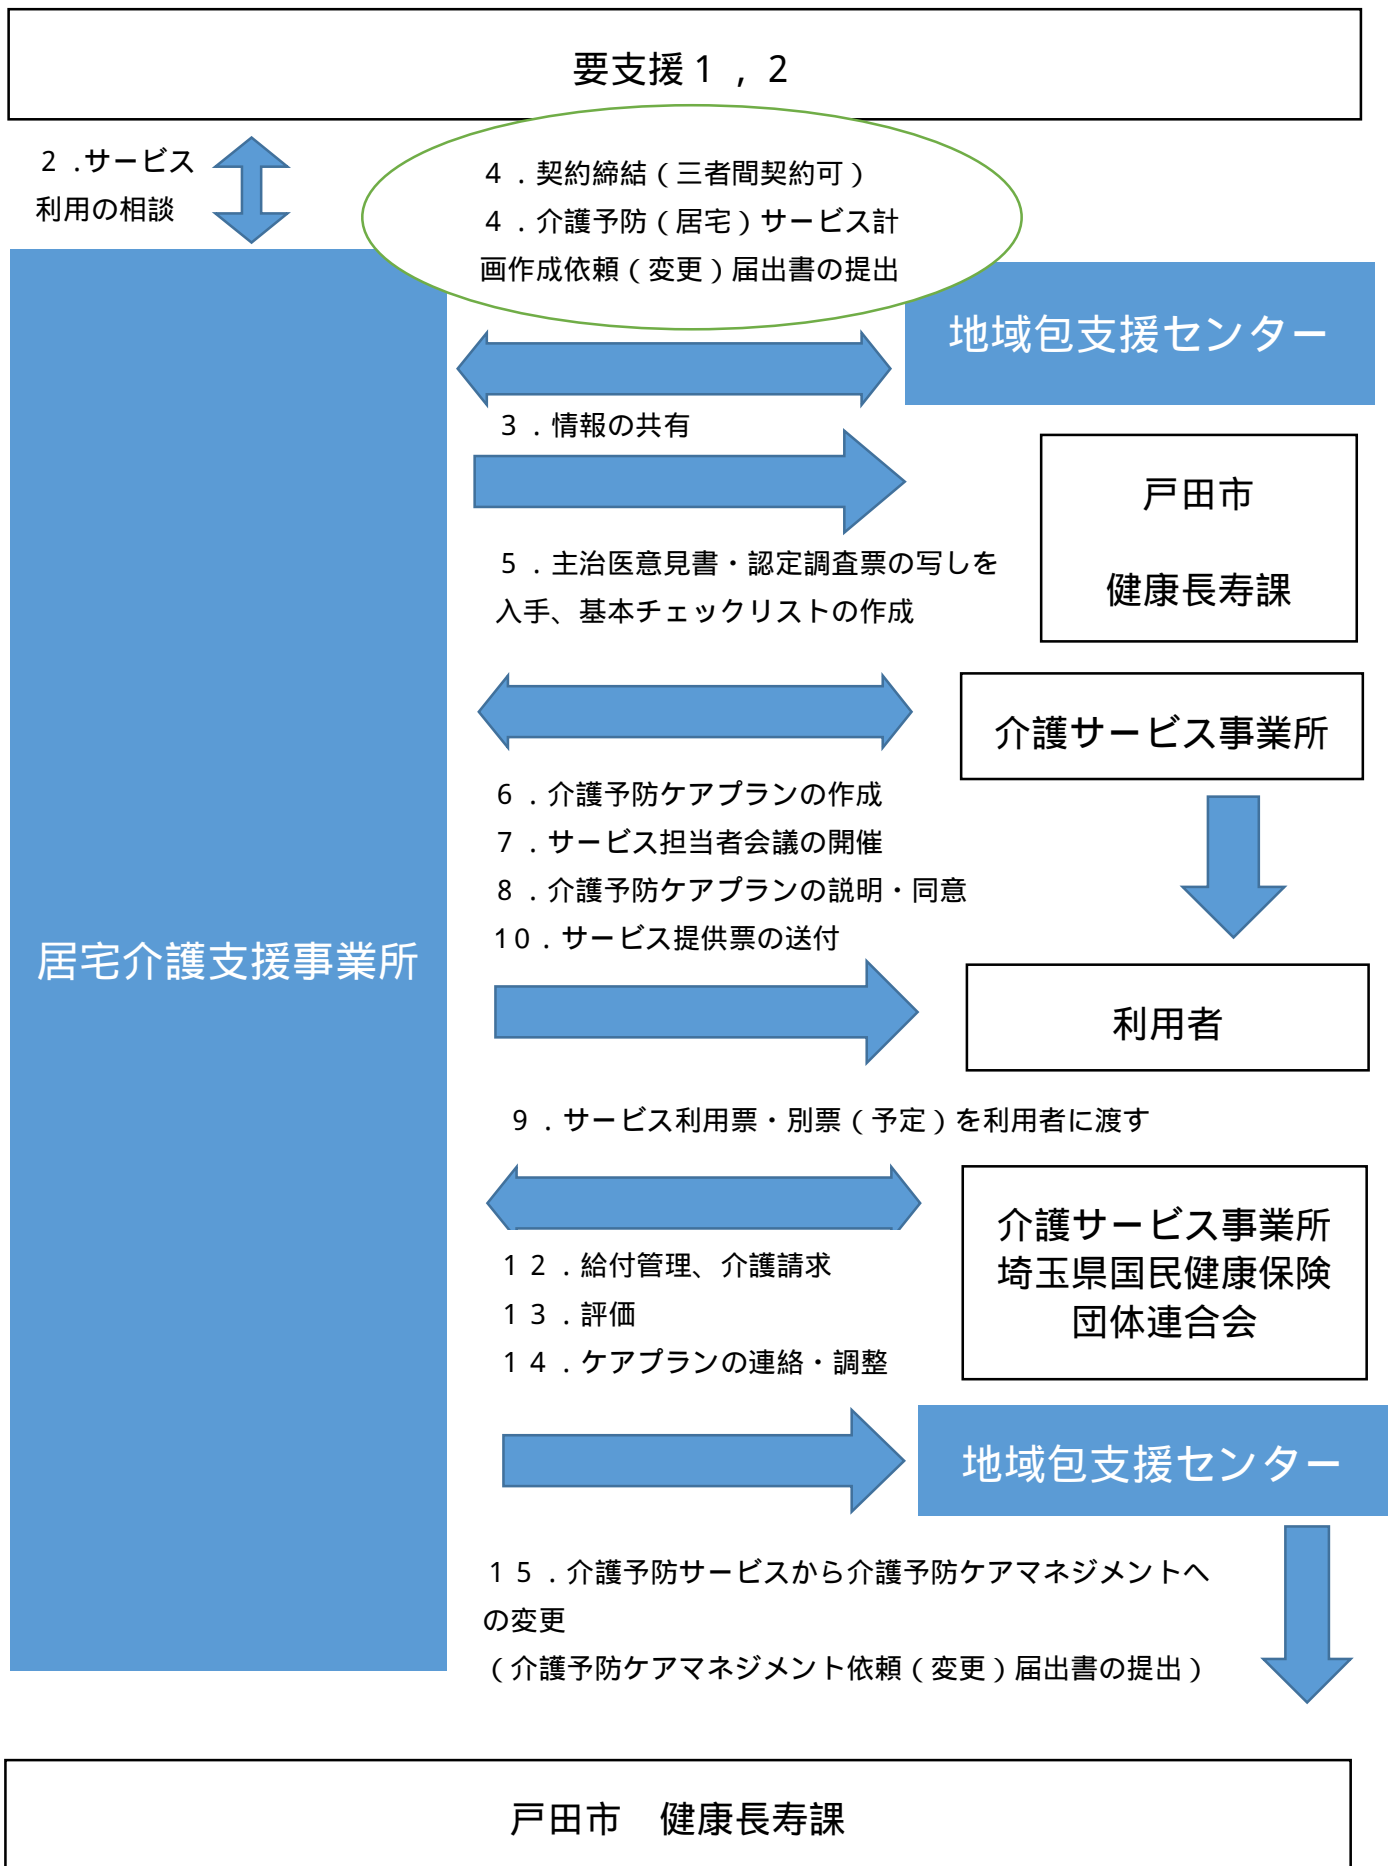 要支援１，２
２.サービス
利用の相談
４．契約締結（三者間契約可）
４．介護予防（居宅）サービス計
画作成依頼（変更）届出書の提出
地域包支援センター
３．情報の共有
戸田市
健康長寿課
５．主治医意見書・認定調査票の写しを
入手、基本チェックリストの作成
介護サービス事業所
６．介護予防ケアプランの作成
７．サービス担当者会議の開催
８．介護予防ケアプランの説明・同意
１０．サービス提供票の送付
居宅介護支援事業所
利用者
９．サービス利用票・別票（予定）を利用者に渡す
介護サービス事業所
埼玉県国民健康保険
団体連合会
１２．給付管理、介護請求
１３．評価
１４．ケアプランの連絡・調整
地域包支援センター
１５．介護予防サービスから介護予防ケアマネジメントへ
の変更
（介護予防ケアマネジメント依頼（変更）届出書の提出）
戸田市　健康長寿課